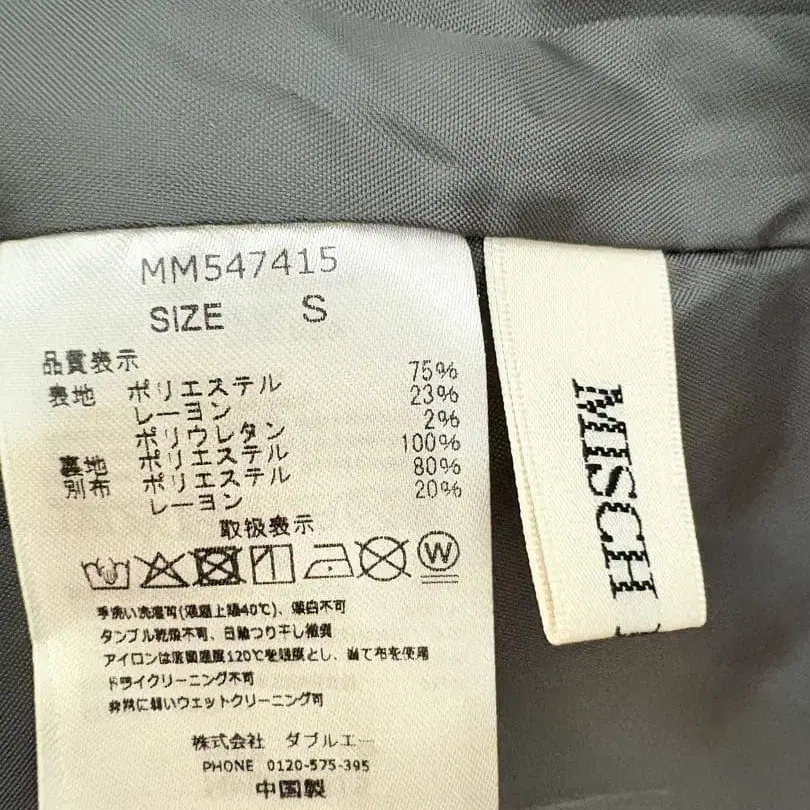 MM547415
SIZE S
品質表示
表地 ポリエステル 75%
レーヨン 23%
ポリウレタン 2%
裏地 ポリエステル 100%
別布 ポリエステル 80%
レーヨン 20%
取扱表示
W
手洗い洗濯可(液温上限40℃)、漂白不可
タンブル乾燥不可、日陰つり干し推奨
アイロンは底面温度120℃を限度とし、当て布を使用
ドライクリーニング不可
非常に弱いウェットクリーニング可
株式会社 ダブルエー
PHONE 0120-575-395
中国製
MISCH